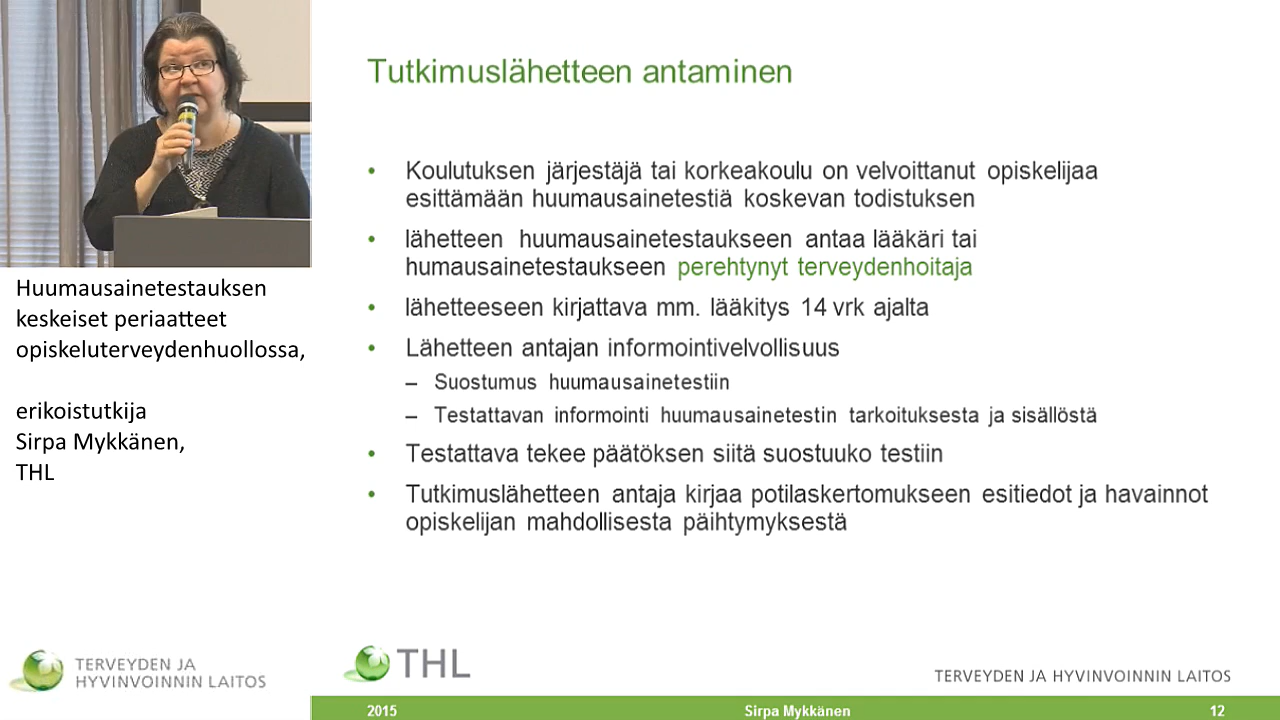 Tutkimuslähetteen antaminen
• Koulutuksen järjestäjä tai korkeakoulu on velvoittanut opiskelijaa
esittämään huumausainetestiä koskevan todistuksen
• lähetteen huumausainetestaukseen antaa lääkäri tai
humausainetestaukseen perehtynyt terveydenhoitaja
• lähetteeseen kirjattava mm. lääkitys 14 vrk ajalta
• Lähetteen antajan informointivelvollisuus
– Suostumus huumausainetestiin
– Testattavan informointi huumausainetestin tarkoituksesta ja sisällöstä
• Testattava tekee päätöksen siitä suostuuko testiin
• Tutkimuslähetteen antaja kirjaa potilaskertomukseen esitiedot ja havainnot
opiskelijan mahdollisesta päihtymyksestä
Huumausainetestauksen
keskeiset periaatteet
opiskeluterveydenhuollossa,
erikoistutkija
Sirpa Mykkänen,
THL
TERVEYDEN JA
HYVINVOINNIN LAITOS
THL
TERVEYDEN JA HYVINVOINNIN LAITOS
2015
Sirpa Mykkänen
12